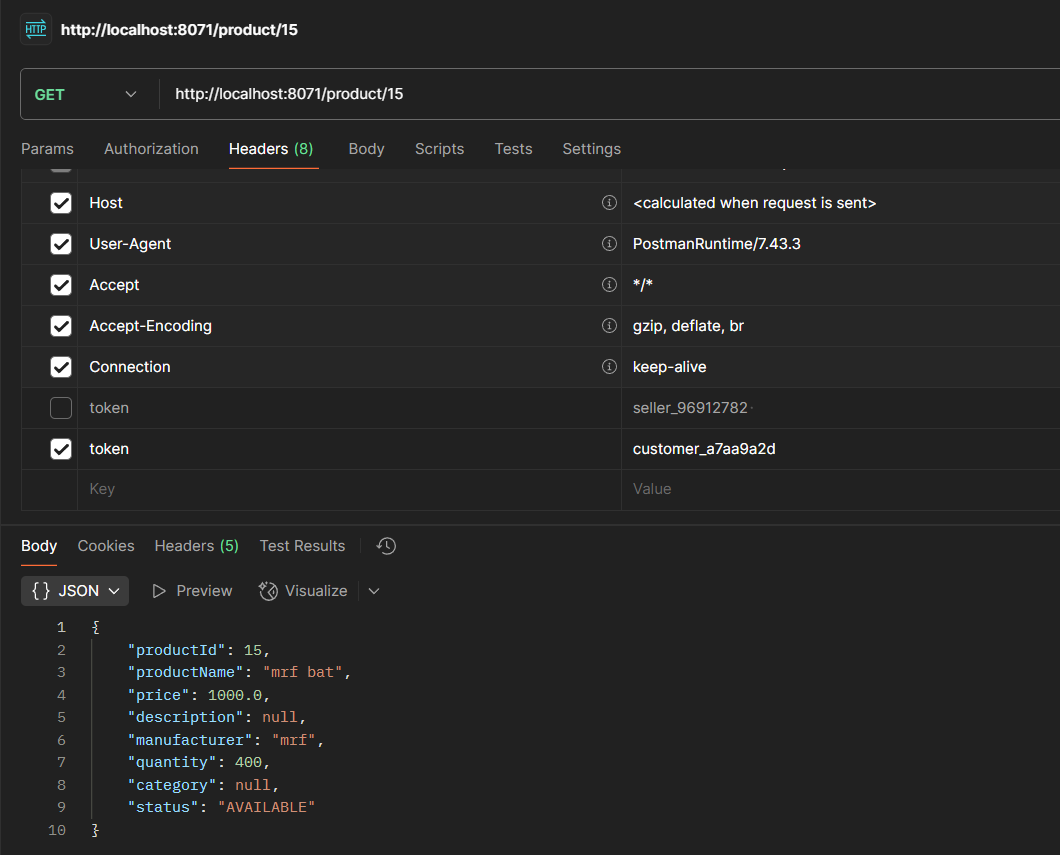 HTTP http://localhost:8071/product/15
GET http://localhost:8071/product/15
Params Authorization Headers (8) Body Scripts Tests Settings
Host <calculated when request is sent>
User-Agent PostmanRuntime/7.43.3
Accept */*
Accept-Encoding gzip, deflate, br
Connection keep-alive
token seller_96912782
token customer_a7aa9a2d
Key Value
Body Cookies Headers (5) Test Results
{} JSON Preview Visualize
1 {
2 "productId": 15,
3 "productName": "mrf bat",
4 "price": 1000.0,
5 "description": null,
6 "manufacturer": "mrf",
7 "quantity": 400,
8 "category": null,
9 "status": "AVAILABLE"
10 }